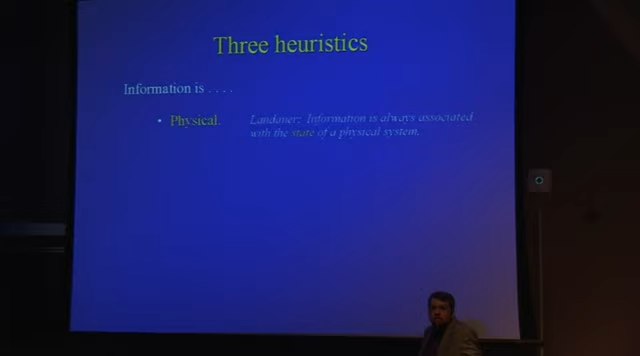 Three heuristics
Information is . . . .
• Physical. Landauer: Information is always associated
with the state of a physical system.